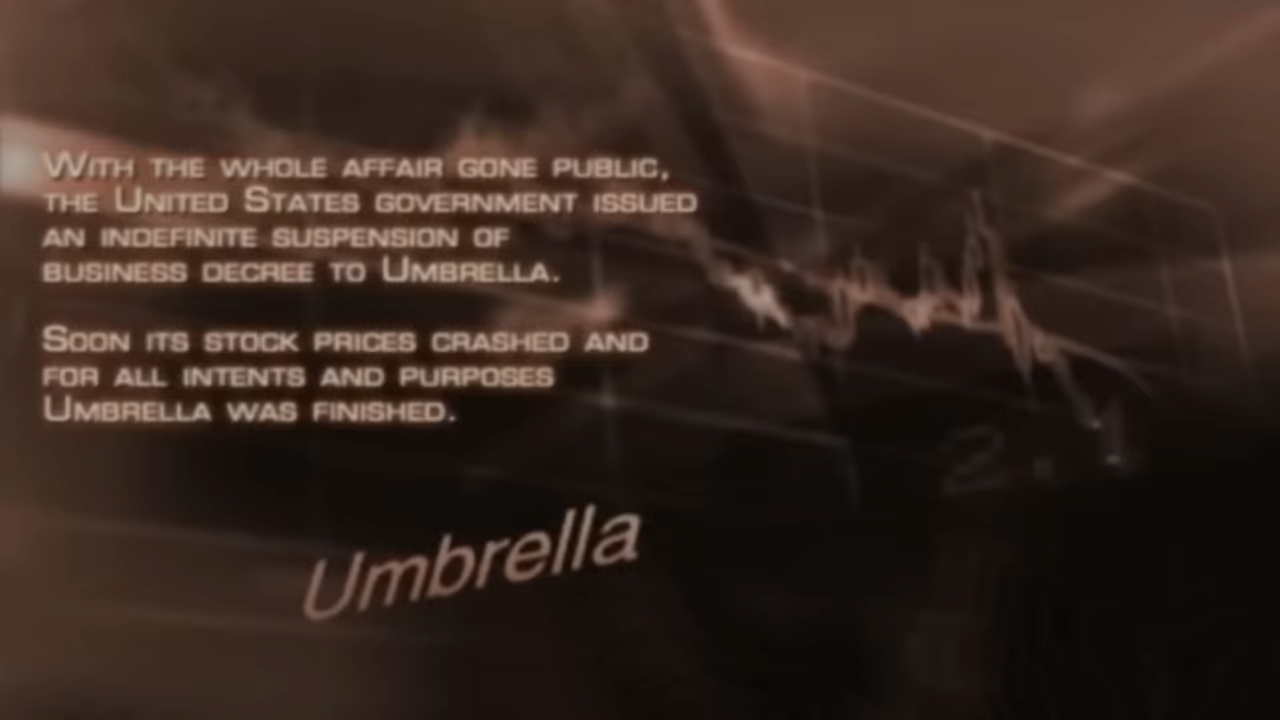 With the whole affair gone public,
the United States government issued
an indefinite suspension of
business decree to Umbrella.
Soon its stock prices crashed and
for all intents and purposes
Umbrella was finished.
Umbrella